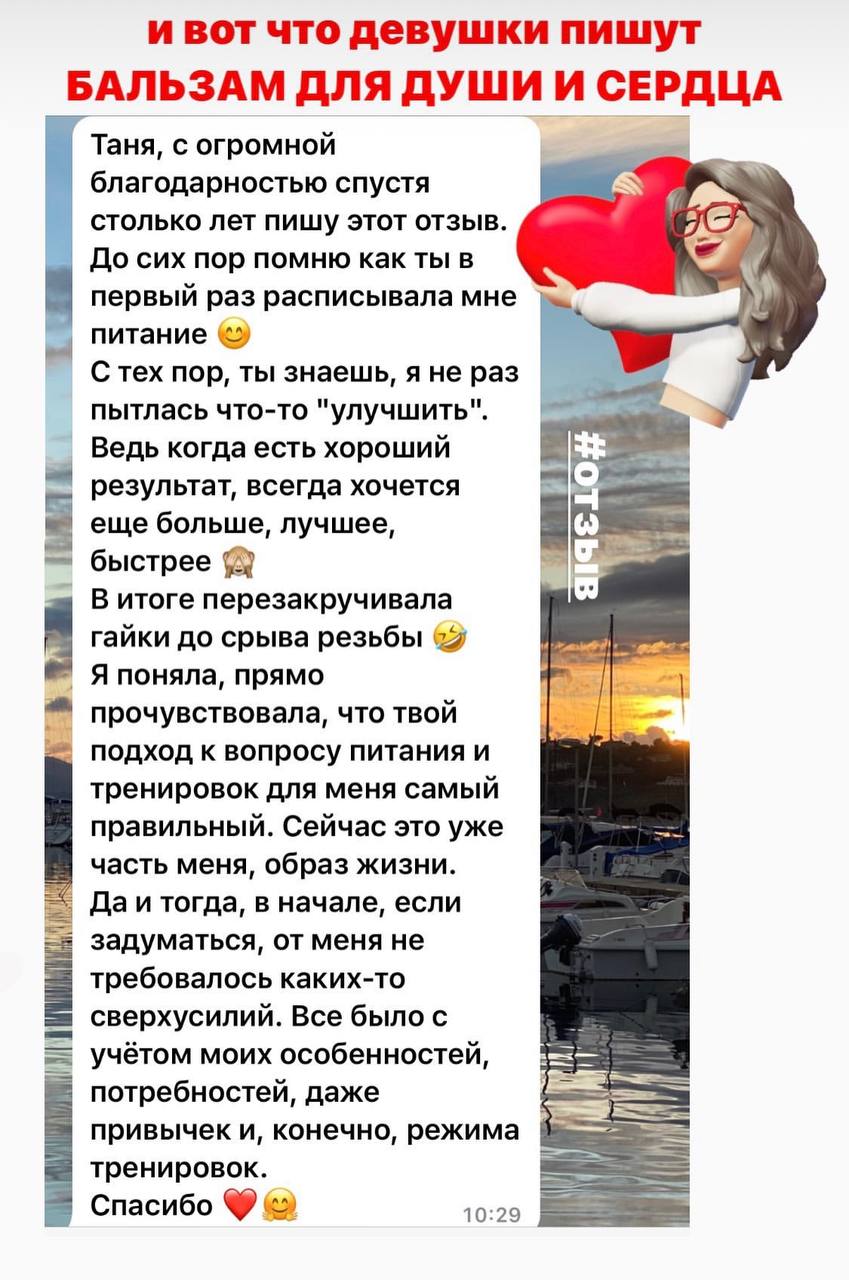 и вот что девушки пишут
БАЛЬЗАМ ДЛЯ ДУШИ И СЕРДЦА
Таня, с огромной
благодарностью спустя
столько лет пишу этот отзыв.
До сих пор помню как ты в
первый раз расписывала мне
питание 😊
С тех пор, ты знаешь, я не раз
пытлась что-то "улучшить".
Ведь когда есть хороший
результат, всегда хочется
еще больше, лучшее,
быстрее 🙈
В итоге перезакручивала
гайки до срыва резьбы 🤣
Я поняла, прямо
прочувствовала, что твой
подход к вопросу питания и
тренировок для меня самый
правильный. Сейчас это уже
часть меня, образ жизни.
Да и тогда, в начале, если
задуматься, от меня не
требовалось каких-то
сверхусилий. Все было с
учётом моих особенностей,
потребностей, даже
привычек и, конечно, режима
тренировок.
Спасибо ❤️🤗
10:29
#отзыв